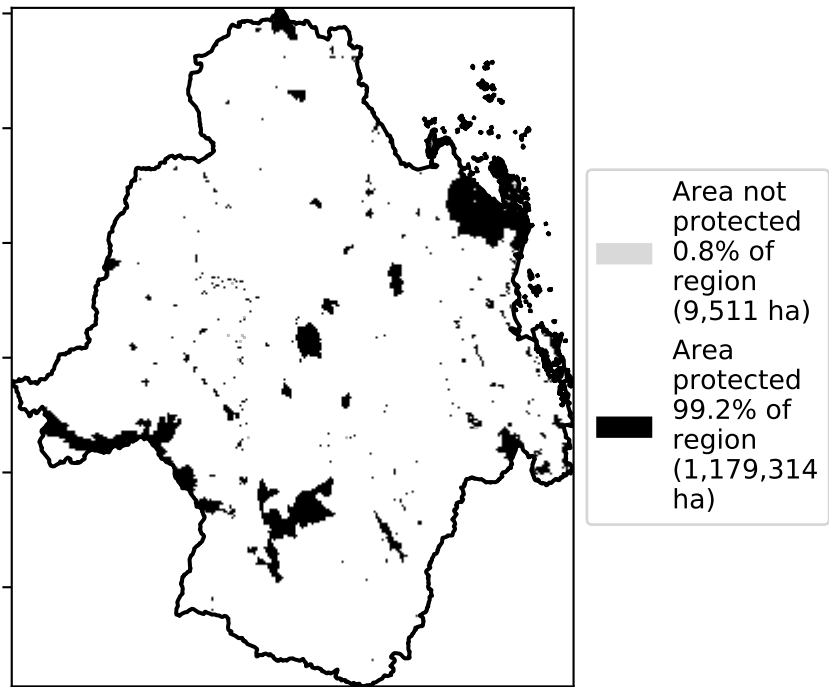 Area not
protected
0.8% of
region
(9,511 ha)
Area
protected
99.2% of
region
(1,179,314
ha)